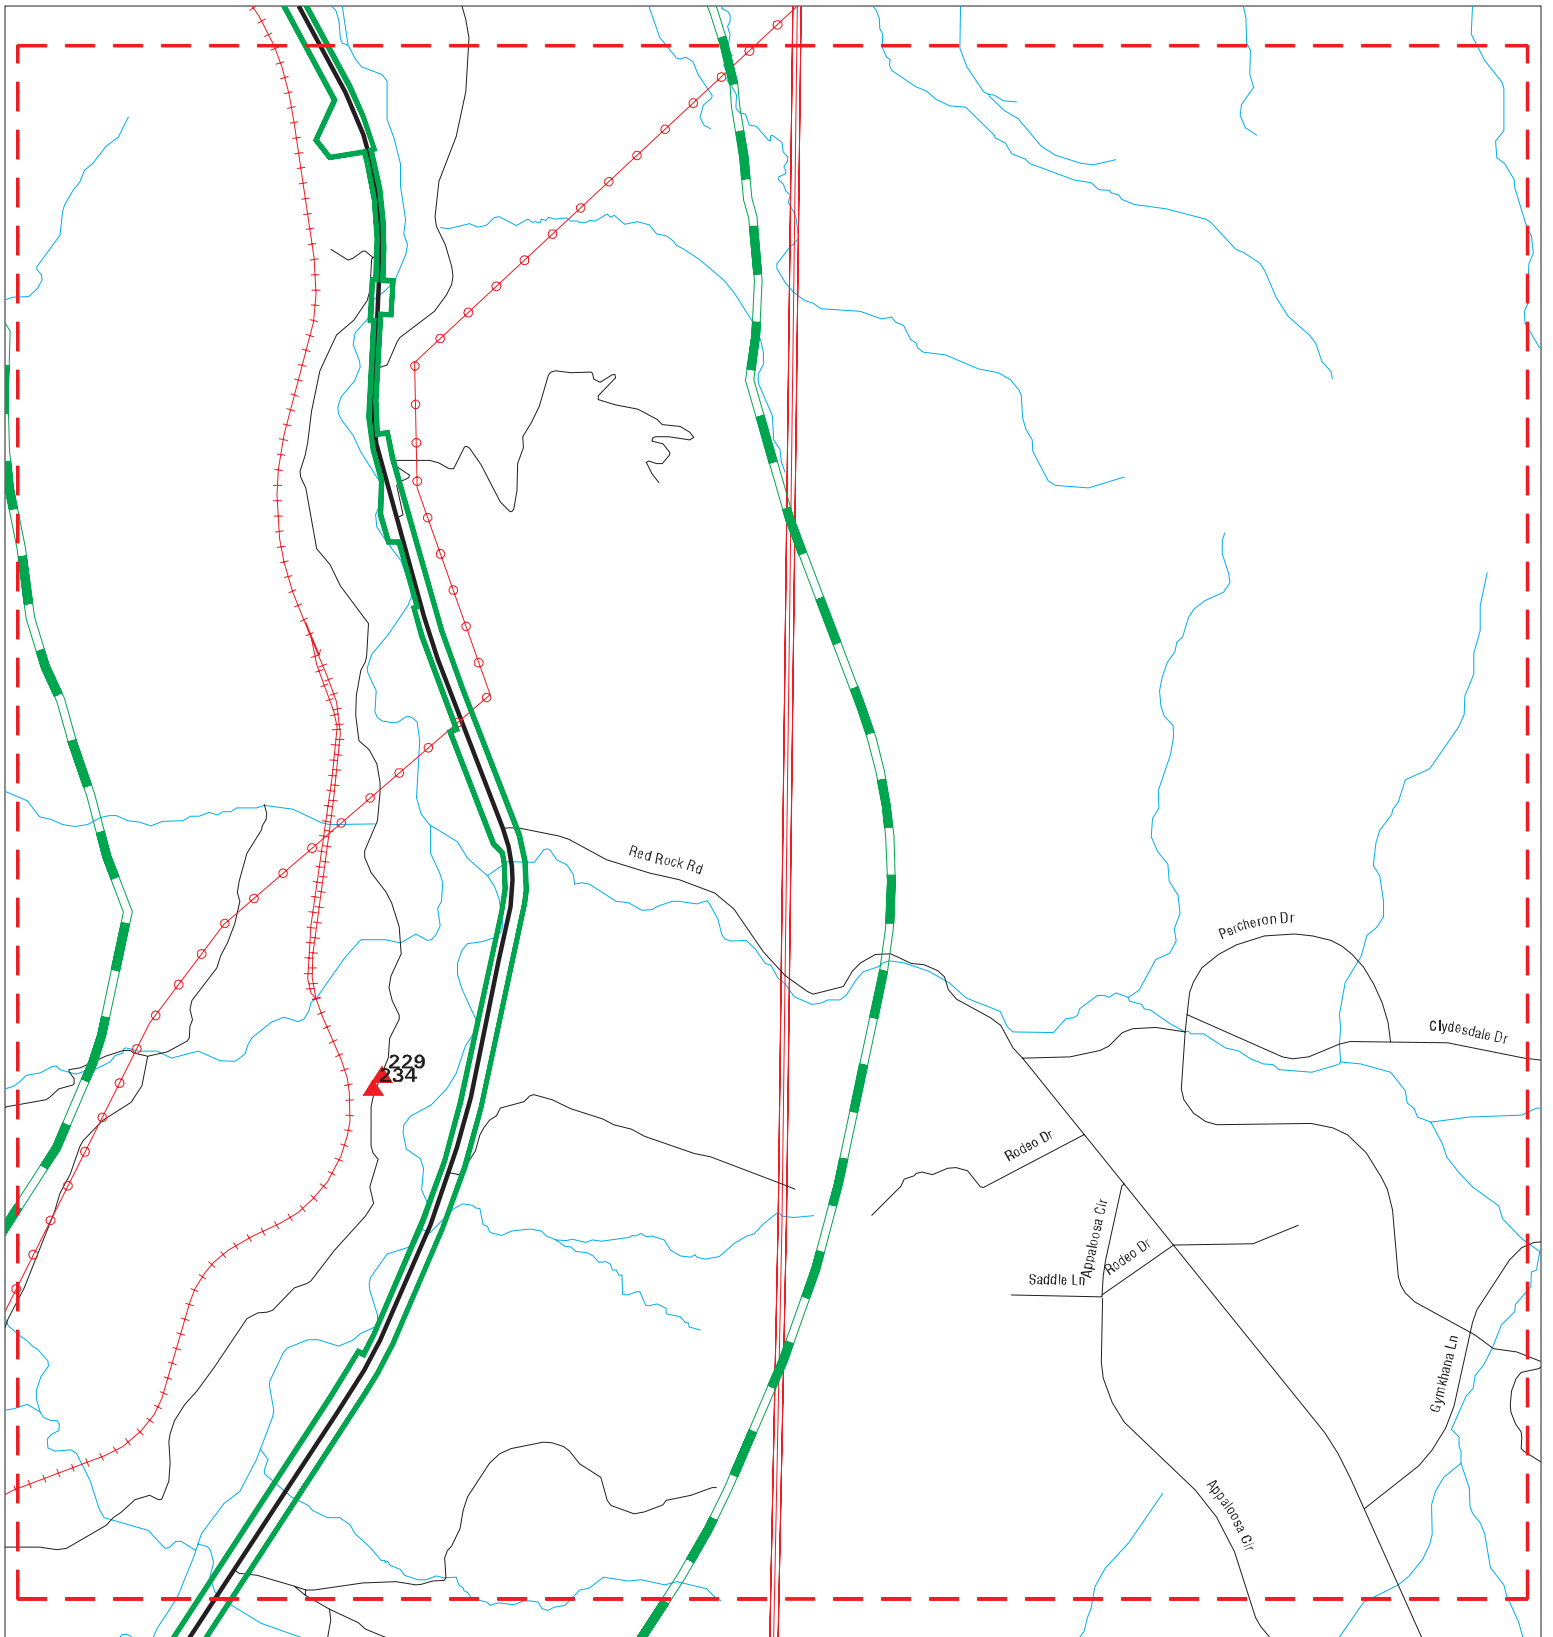 Red Rock Rd
Percheron Dr
Clydesdale Dr
229
234
Rodeo Dr
Appaloosa Cir
Rodeo Dr
Saddle Ln
Gymkhana Ln
Appaloosa Cir